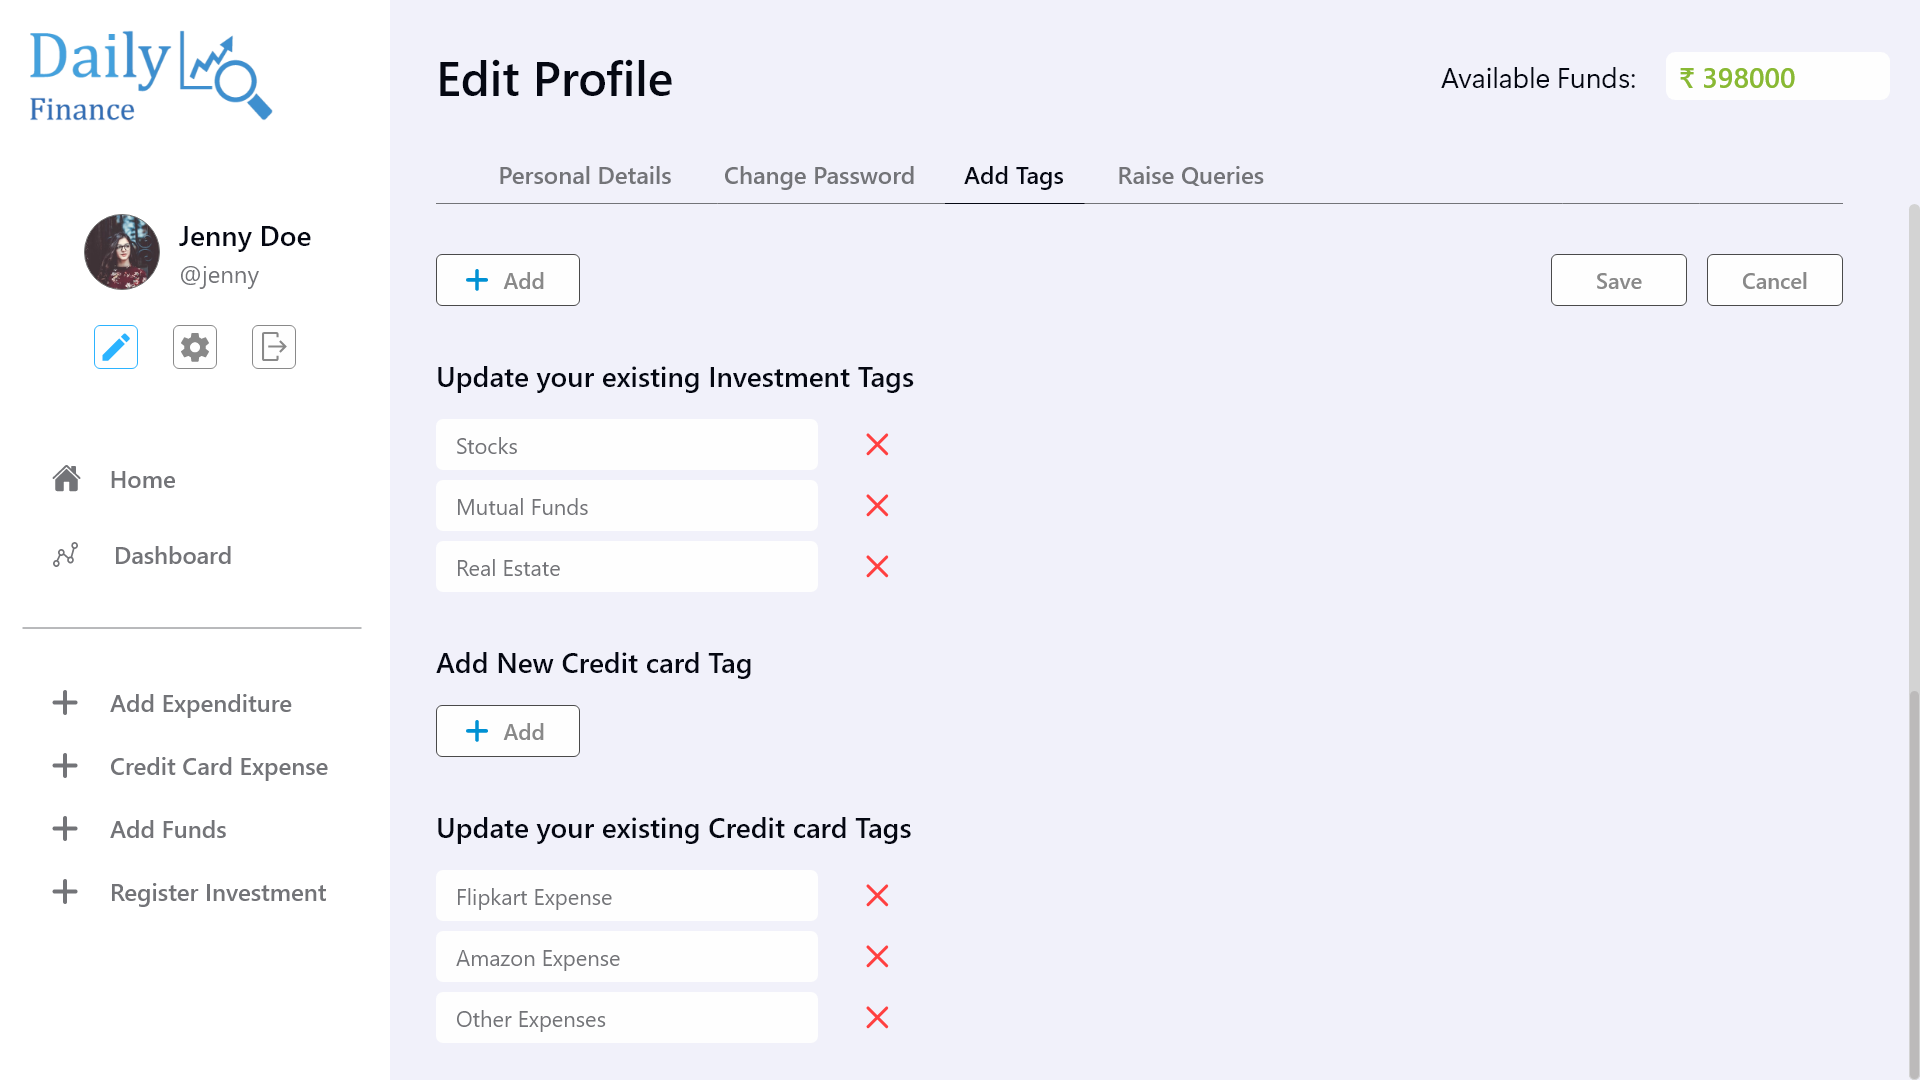 Daily
Finance
Jenny Doe
@jenny
Home
Dashboard
Add Expenditure
Credit Card Expense
Add Funds
Register Investment
Edit Profile
Available Funds:
₹ 398000
Personal Details
Change Password
Add Tags
Raise Queries
Add
Save
Cancel
Update your existing Investment Tags
Stocks
Mutual Funds
Real Estate
Add New Credit card Tag
Add
Update your existing Credit card Tags
Flipkart Expense
Amazon Expense
Other Expenses